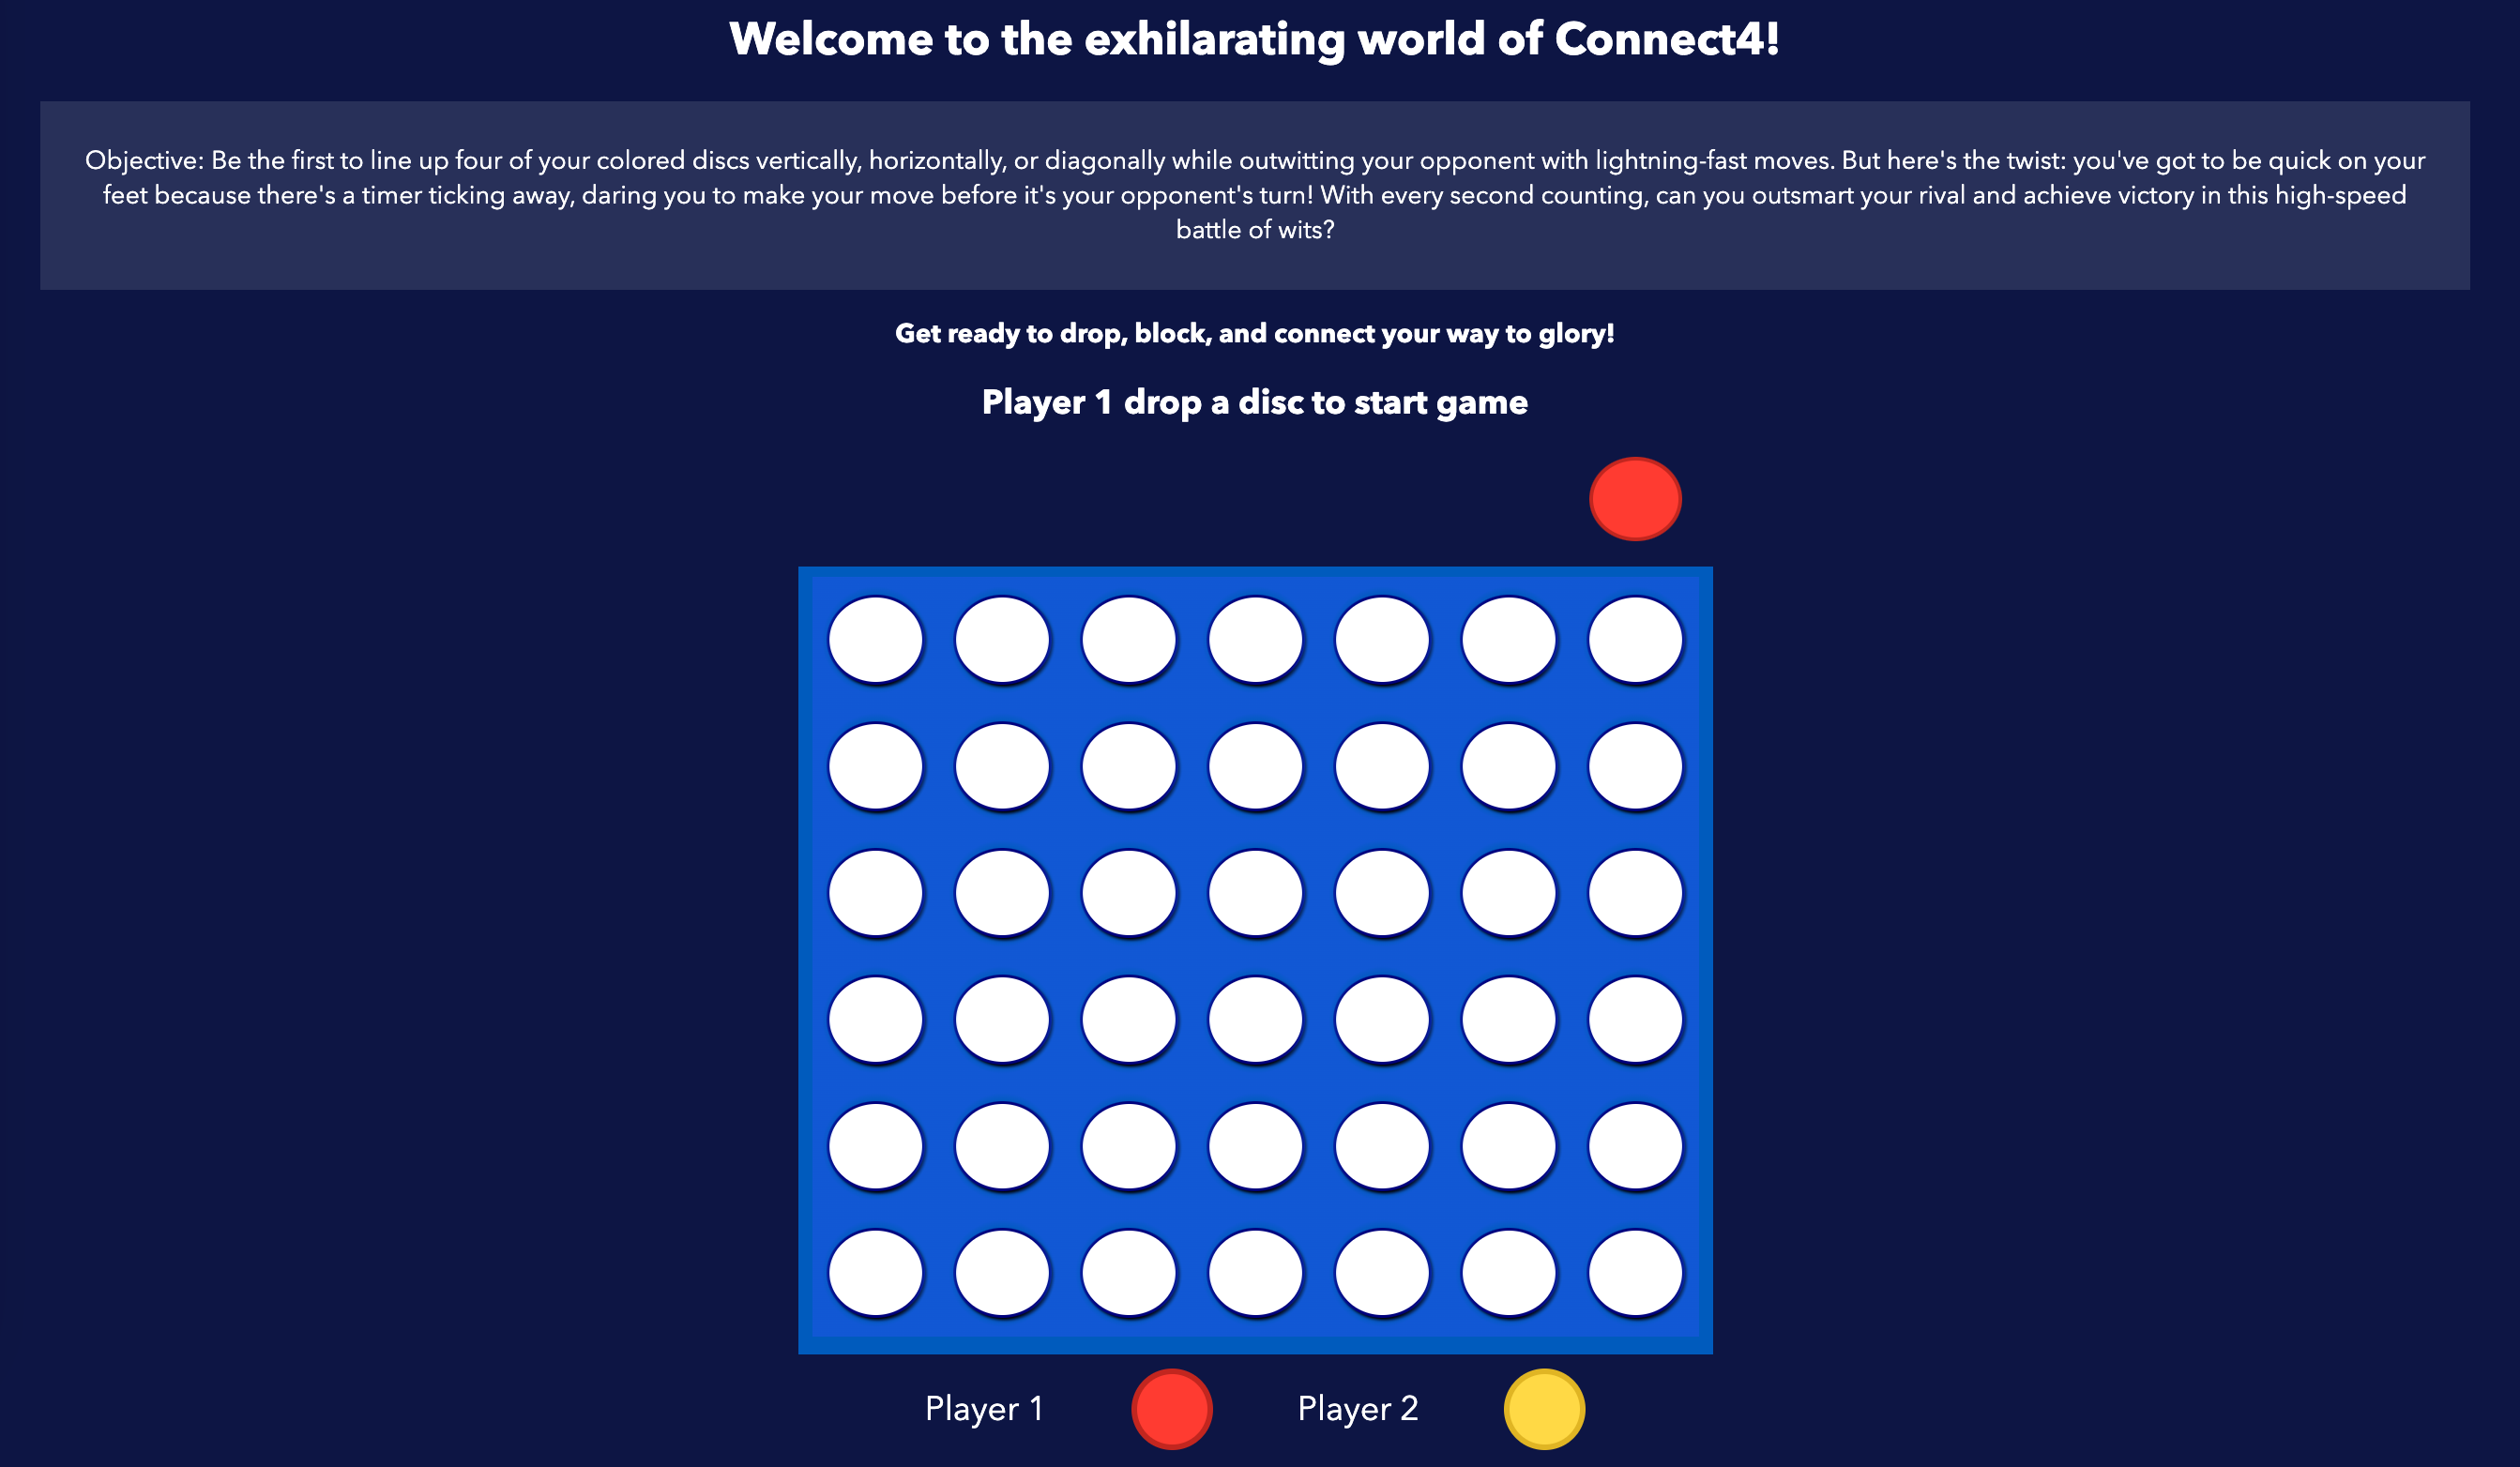 Welcome to the exhilarating world of Connect4!
Objective: Be the first to line up four of your colored discs vertically, horizontally, or diagonally while outwitting your opponent with lightning-fast moves. But here's the twist: you've got to be quick on your
feet because there's a timer ticking away, daring you to make your move before it's your opponent's turn! With every second counting, can you outsmart your rival and achieve victory in this high-speed
battle of wits?
Get ready to drop, block, and connect your way to glory!
Player 1 drop a disc to start game
Player 1 Player 2